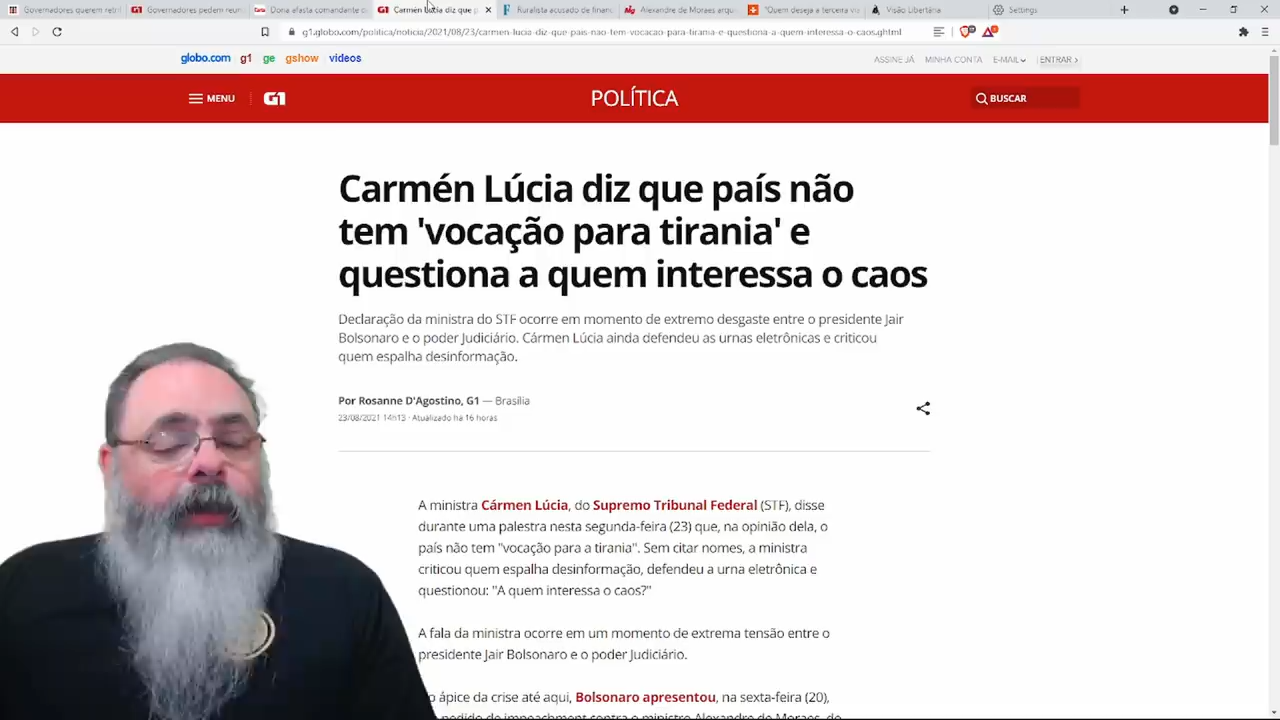 Governadores querem retri
Governadores pedem reun
Doria afasta comandante d
Carmén Lúcia diz que p
Ruralista acusado de financ
Alexandre de Moraes arqu
"Quem deseja a terceira vi
Visão Libertária
Settings
g1.globo.com/politica/noticia/2021/08/23/carmen-lucia-diz-que-pais-nao-tem-vocacao-para-tirania-e-questiona-a-quem-interessa-o-caos.ghtml
globo.com g1 ge gshow videos
ASSINE JÁ MINHA CONTA E-MAIL ENTRAR
MENU G1 POLÍTICA BUSCAR
Carmén Lúcia diz que país não
tem 'vocação para tirania' e
questiona a quem interessa o caos
Declaração da ministra do STF ocorre em momento de extremo desgaste entre o presidente Jair
Bolsonaro e o poder Judiciário. Cármen Lúcia ainda defendeu as urnas eletrônicas e criticou
quem espalha desinformação.
Por Rosanne D'Agostino, G1 — Brasília
23/08/2021 14h13 · Atualizado há 16 horas
A ministra Cármen Lúcia, do Supremo Tribunal Federal (STF), disse
durante uma palestra nesta segunda-feira (23) que, na opinião dela, o
país não tem "vocação para a tirania". Sem citar nomes, a ministra
criticou quem espalha desinformação, defendeu a urna eletrônica e
questionou: "A quem interessa o caos?"
A fala da ministra ocorre em um momento de extrema tensão entre o
presidente Jair Bolsonaro e o poder Judiciário.
o ápice da crise até aqui, Bolsonaro apresentou, na sexta-feira (20),
pedido de impeachment contra o ministro Alexandre de Moraes, do